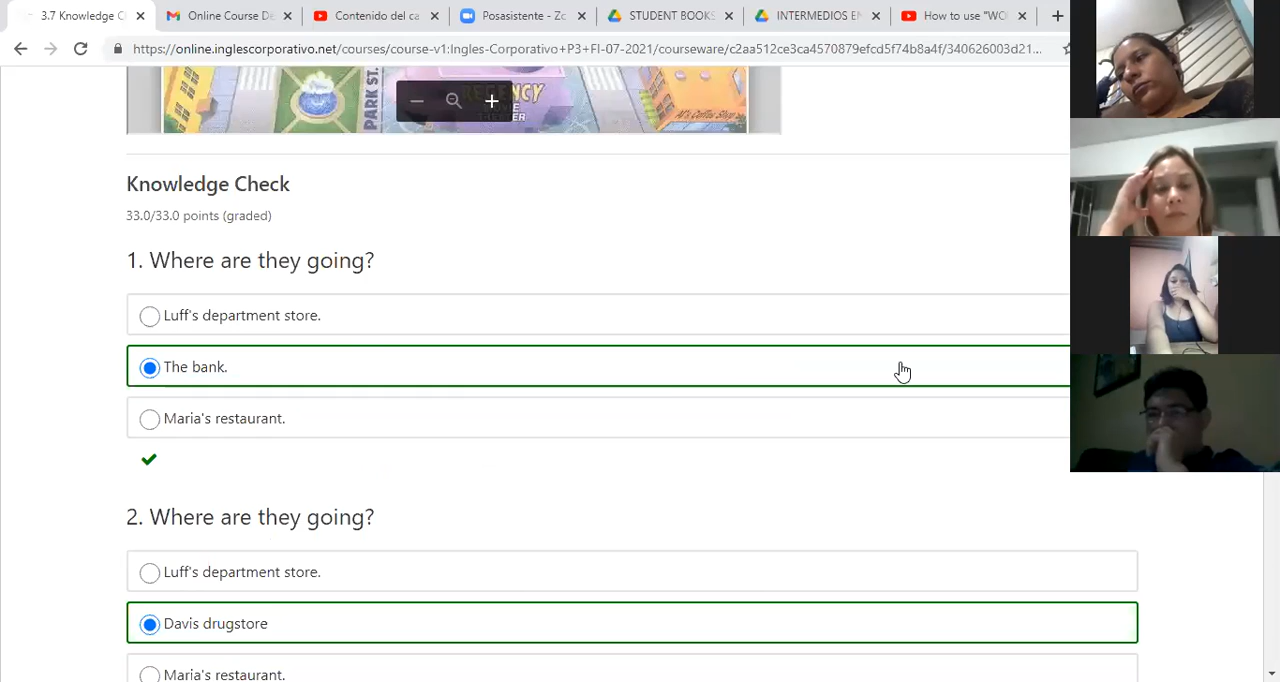 3.7 Knowledge C
Online Course De
Contenido del ca
Posasistente - Zc
STUDENT BOOKS
INTERMEDIOS EN
How to use "WO
https://online.inglescorporativo.net/courses/course-v1:Ingles-Corporativo+P3+FI-07-2021/courseware/c2aa512ce3ca4570879efcd5f74b8a4f/340626003d21...
PARK ST.
REGENCY
THEATER
Knowledge Check
33.0/33.0 points (graded)
1. Where are they going?
Luff's department store.
The bank.
Maria's restaurant.
2. Where are they going?
Luff's department store.
Davis drugstore
Maria's restaurant.